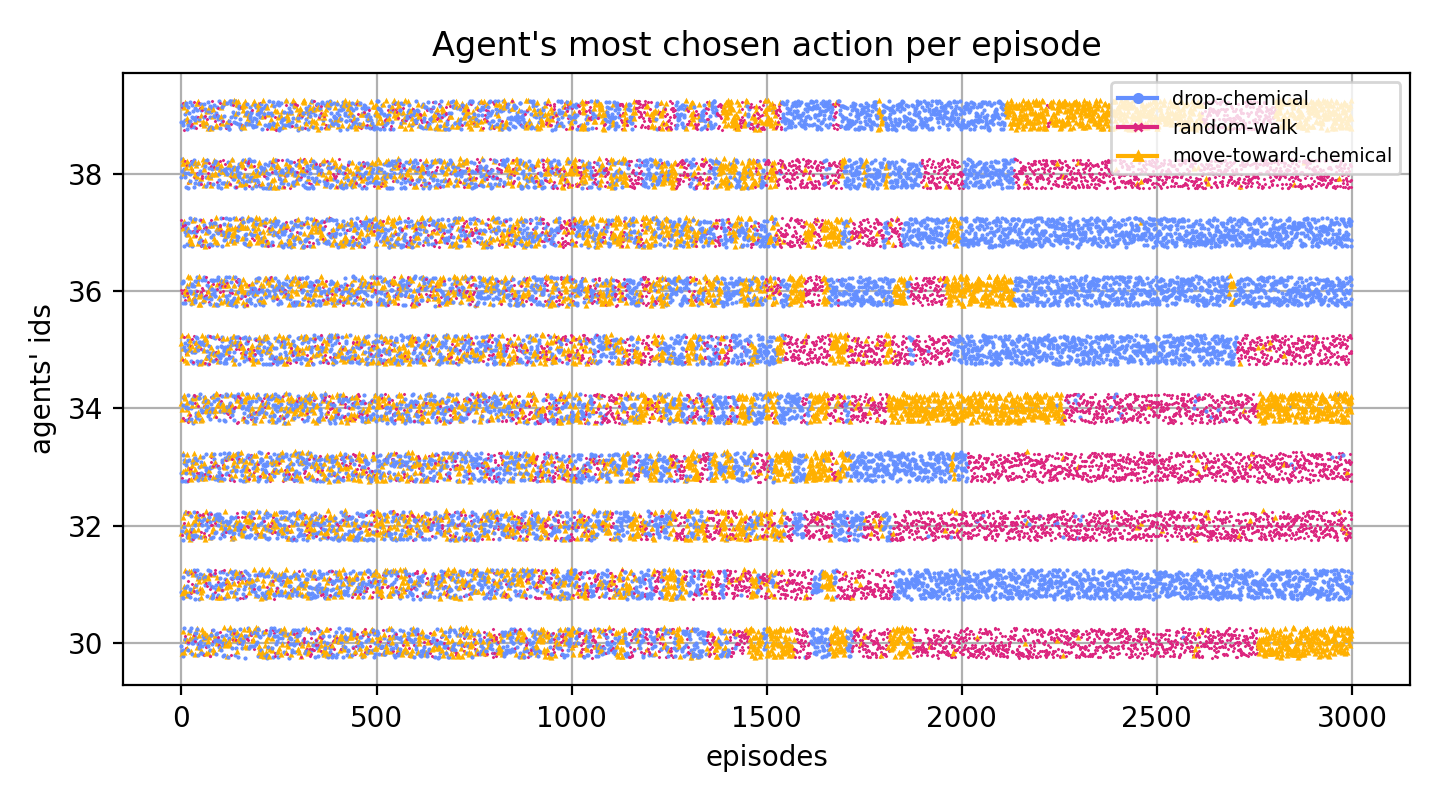 Agent's most chosen action per episode
drop-chemical
random-walk
move-toward-chemical
agents' ids
38
36
34
32
30
0 500 1000 1500 2000 2500 3000
episodes